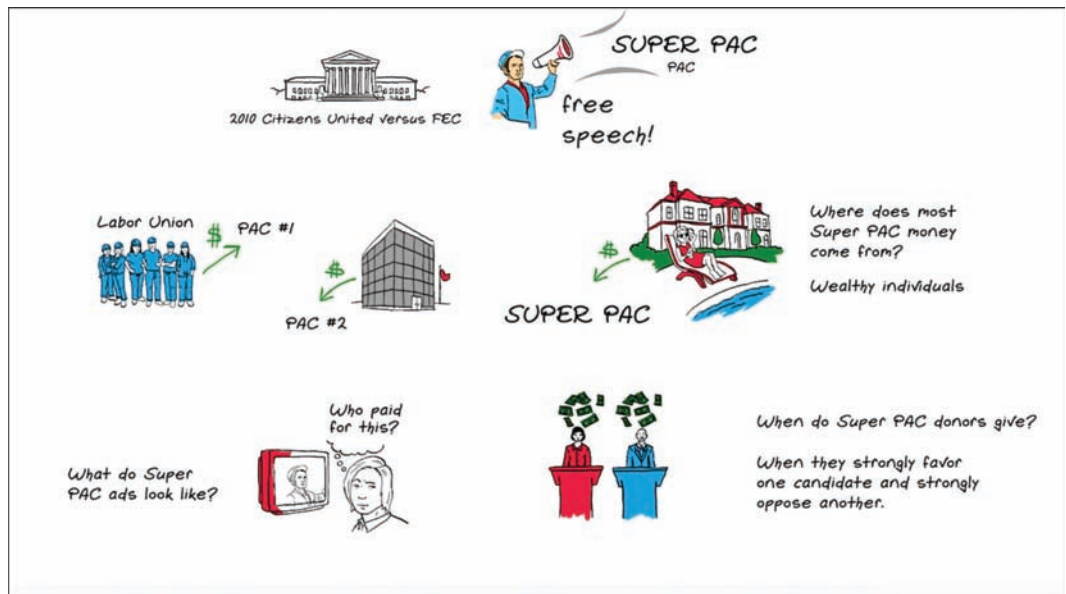 SUPER PAC
PAC
2010 Citizens United versus FEC
free
speech!
Labor Union
$
PAC #1
$
PAC #2
$
SUPER PAC
Where does most
Super PAC money
come from?
Wealthy individuals
What do Super
PAC ads look like?
Who paid
for this?
When do Super PAC donors give?
When they strongly favor
one candidate and strongly
oppose another.